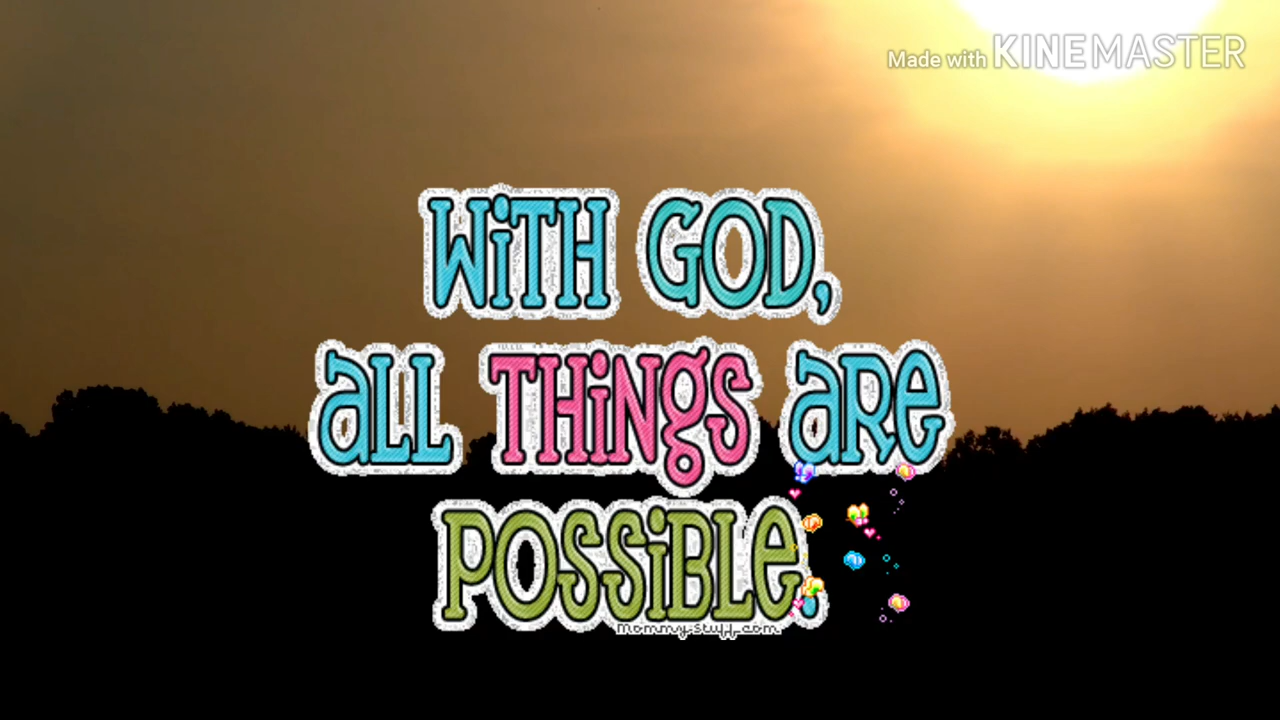 Made with KINEMASTER
WiTH GOD,
aLL THiNgS aRe
POSSiBLe.
Mommy-Stuff.com